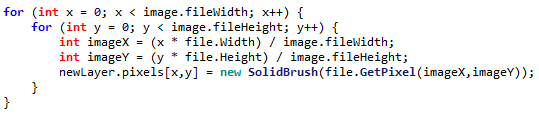 for (int x = 0; x < image.fileWidth; x++) {
    for (int y = 0; y < image.fileHeight; y++) {
        int imageX = (x * file.Width) / image.fileWidth;
        int imageY = (y * file.Height) / image.fileHeight;
        newLayer.pixels[x,y] = new SolidBrush(file.GetPixel(imageX,imageY));
    }
}